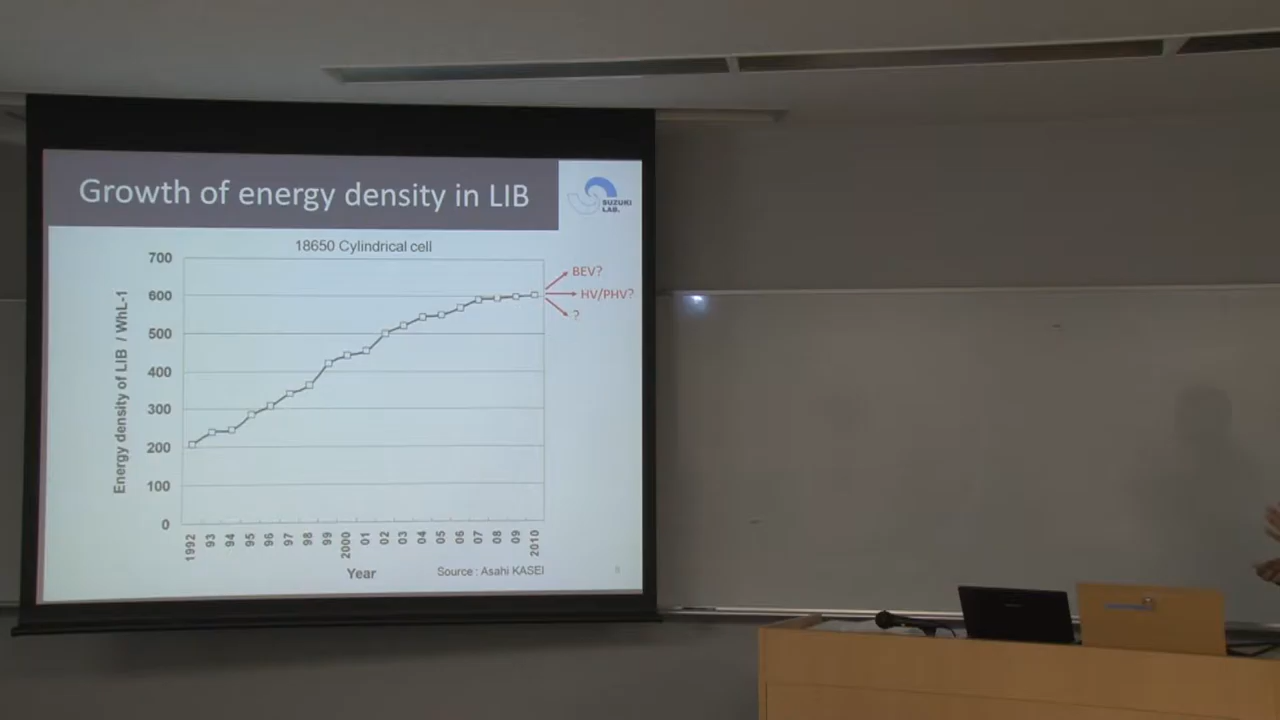 Growth of energy density in LIB
SUZUKI
LAB.
18650 Cylindrical cell
Energy density of LIB / WhL-1
700
600
500
400
300
200
100
0
BEV?
HV/PHV?
?
1992 93 94 95 96 97 98 99 2000 01 02 03 04 05 06 07 08 09 2010
Year
Source : Asahi KASEI